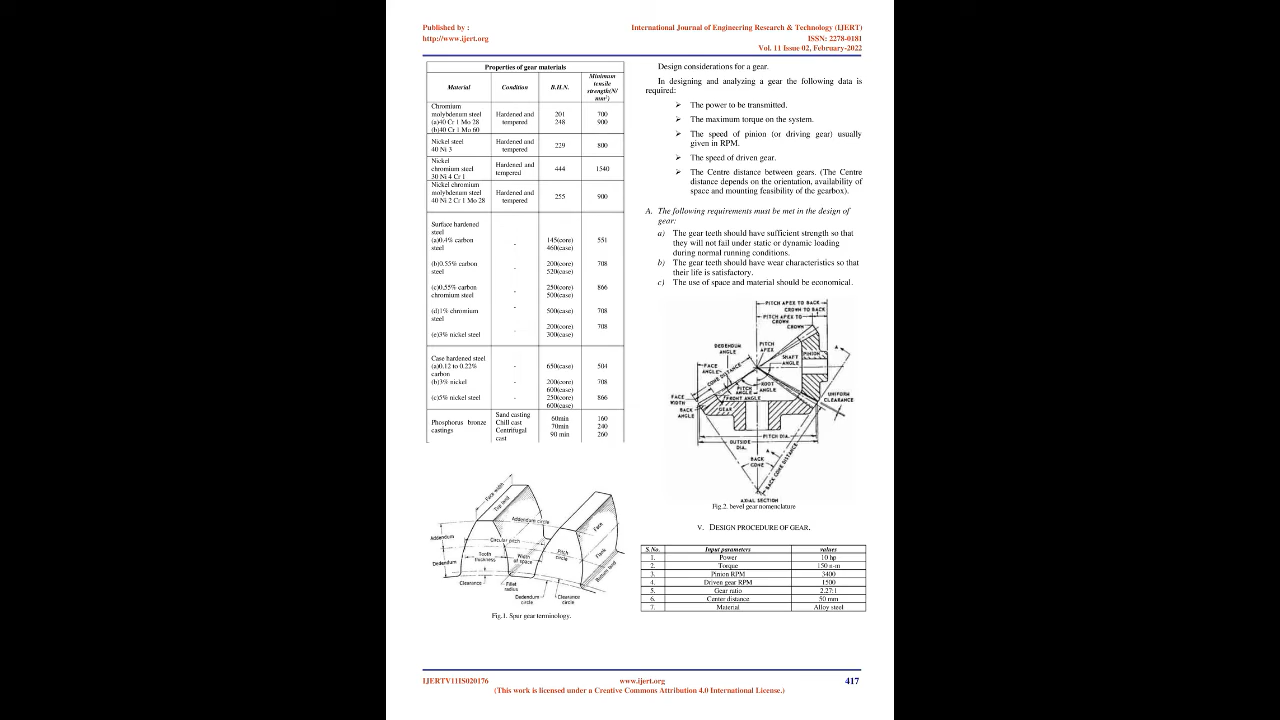 Published by :
http://www.ijert.org
International Journal of Engineering Research & Technology (IJERT)
ISSN: 2278-0181
Vol. 11 Issue 02, February-2022
Properties of gear materials
Material Condition B.H.N. Minimum tensile strength(N/ mm²)
Chromium
molybdenum steel
(a)40 Cr 1 Mo 28
(b)40 Cr 1 Mo 60
Hardened and
tempered
201
248
700
900
Nickel steel
40 Ni 3
Hardened and
tempered
229
800
Nickel
chromium steel
30 Ni 4 Cr 1
Hardened and
tempered
444
1540
Nickel chromium
molybdenum steel
40 Ni 2 Cr 1 Mo 28
Hardened and
tempered
255
900
Surface hardened
steel
(a)0.4% carbon
steel
-
145(core)
460(case)
551
(b)0.55% carbon
steel
-
200(core)
520(case)
708
(c)0.55% carbon
chromium steel
-
250(core)
500(case)
866
(d)1% chromium
steel
-
500(case)
708
(e)3% nickel steel
-
200(core)
300(case)
708
Case hardened steel
(a)0.12 to 0.22%
carbon
-
650(case)
504
(b)3% nickel
-
200(core)
600(case)
708
(c)5% nickel steel
-
250(core)
600(case)
866
Phosphorus bronze
castings
Sand casting
Chill cast
Centrifugal
cast
60min
70min
90 min
160
240
260
Face width
Top land
Addendum circle
Addendum
Circular pitch
Face
Dedendum
Tooth
thickness
Width
of space
Pitch
circle
Flank
Bottom land
Clearance
Fillet
radius
Dedendum
circle
Clearance
circle
Fig.1. Spur gear terminology.
Design considerations for a gear.
In designing and analyzing a gear the following data is
required:
➢ The power to be transmitted.
➢ The maximum torque on the system.
➢ The speed of pinion (or driving gear) usually
given in RPM.
➢ The speed of driven gear.
➢ The Centre distance between gears. (The Centre
distance depends on the orientation, availability of
space and mounting feasibility of the gearbox).
A. The following requirements must be met in the design of
gear:
a) The gear teeth should have sufficient strength so that
they will not fail under static or dynamic loading
during normal running conditions.
b) The gear teeth should have wear characteristics so that
their life is satisfactory.
c) The use of space and material should be economical.
PITCH APEX TO BACK
CROWN TO BACK
PITCH APEX TO
CROWN
CROWN
DEDENDUM
ANGLE
PITCH
APEX
A
FACE
ANGLE
CONE DISTANCE
SHAFT
ANGLE
PINION
PITCH
ANGLE
ROOT
ANGLE
FACE
WIDTH
FRONT ANGLE
UNIFORM
CLEARANCE
BACK
ANGLE
GEAR
PITCH DIA.
OUTSIDE
DIA.
A
BACK
CONE
BACK CONE DISTANCE
AXIAL SECTION
Fig.2. bevel gear nomenclature
V. DESIGN PROCEDURE OF GEAR.
S.No. Input parameters values
1. Power 10 hp
2. Torque 150 n-m
3. Pinion RPM 3400
4. Driven gear RPM 1500
5. Gear ratio 2.27:1
6. Center distance 50 mm
7. Material Alloy steel
IJERTV11IS020176
www.ijert.org
417
(This work is licensed under a Creative Commons Attribution 4.0 International License.)